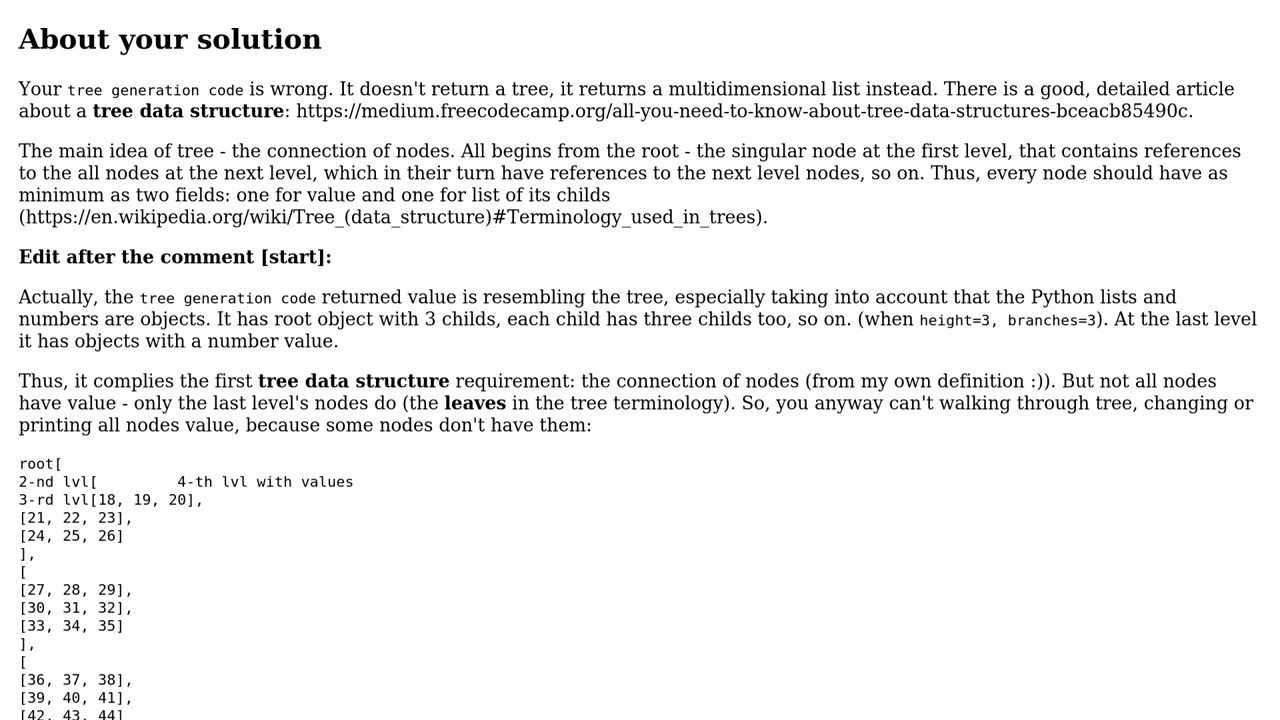 About your solution
Your tree generation code is wrong. It doesn't return a tree, it returns a multidimensional list instead. There is a good, detailed article
about a tree data structure: https://medium.freecodecamp.org/all-you-need-to-know-about-tree-data-structures-bceacb85490c.
The main idea of tree - the connection of nodes. All begins from the root - the singular node at the first level, that contains references
to the all nodes at the next level, which in their turn have references to the next level nodes, so on. Thus, every node should have as
minimum as two fields: one for value and one for list of its childs
(https://en.wikipedia.org/wiki/Tree_(data_structure)#Terminology_used_in_trees).
Edit after the comment [start]:
Actually, the tree generation code returned value is resembling the tree, especially taking into account that the Python lists and
numbers are objects. It has root object with 3 childs, each child has three childs too, so on. (when height=3, branches=3). At the last level
it has objects with a number value.
Thus, it complies the first tree data structure requirement: the connection of nodes (from my own definition :)). But not all nodes
have value - only the last level's nodes do (the leaves in the tree terminology). So, you anyway can't walking through tree, changing or
printing all nodes value, because some nodes don't have them:
root[
2-nd lvl[         4-th lvl with values
3-rd lvl[18, 19, 20],
[21, 22, 23],
[24, 25, 26]
],
[
[27, 28, 29],
[30, 31, 32],
[33, 34, 35]
],
[
[36, 37, 38],
[39, 40, 41],
[42, 43, 44]